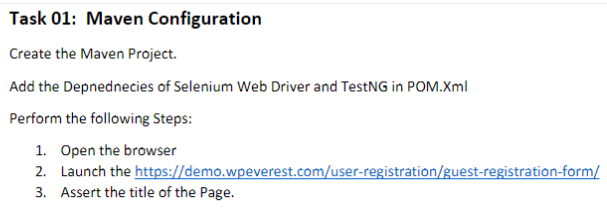 Task 01: Maven Configuration
Create the Maven Project.
Add the Depnednecies of Selenium Web Driver and TestNG in POM.Xml
Perform the following Steps:
1. Open the browser
2. Launch the https://demo.wpeverest.com/user-registration/guest-registration-form/
3. Assert the title of the Page.